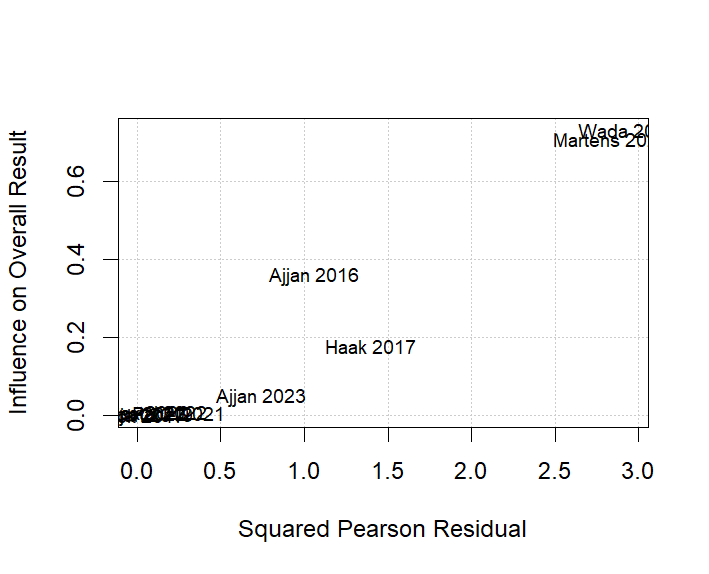 Influence on Overall Result
0.6
0.4
0.2
0.0
Wada 20
Martens 20
Ajjan 2016
Haak 2017
Ajjan 2023
2021
0.0 0.5 1.0 1.5 2.0 2.5 3.0
Squared Pearson Residual